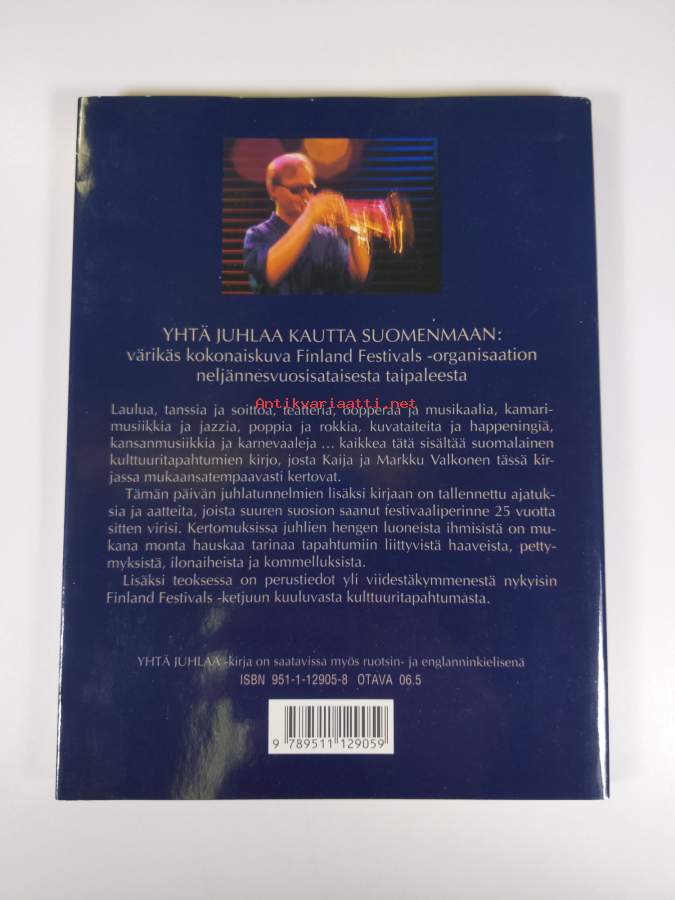 YHTÄ JUHLAA KAUTTA SUOMENMAAN:
värikäs kokonaiskuva Finland Festivals -organisaation
neljännesvuosisataisesta taipaleesta
Antikvariaatti.net
Laulua, tanssia ja soittoa, teatteria, oopperaa ja musikaalia, kamari-
musiikkia ja jazzia, poppia ja rokkia, kuvataiteita ja happeningiä,
kansanmusiikkia ja karnevaaleja ... kaikkea tätä sisältää suomalainen
kulttuuritapahtumien kirjo, josta Kaija ja Markku Valkonen tässä kir-
jassa mukaansatempaavasti kertovat.
Tämän päivän juhlatunnelmien lisäksi kirjaan on tallennettu ajatuk-
sia ja aatteita, joista suuren suosion saanut festivaaliperinne 25 vuotta
sitten virisi. Kertomuksissa juhlien hengen luoneista ihmisistä on mu-
kana monta hauskaa tarinaa tapahtumiin liittyvistä haaveista, petty-
myksistä, ilonaiheista ja kommelluksista.
Lisäksi teoksessa on perustiedot yli viidestäkymmenestä nykyisin
Finland Festivals -ketjuun kuuluvasta kulttuuritapahtumasta.
YHTÄ JUHLAA -kirja on saatavissa myös ruotsin- ja englanninkielisenä
ISBN 951-1-12905-8 OTAVA 06.5
9 789511 129059